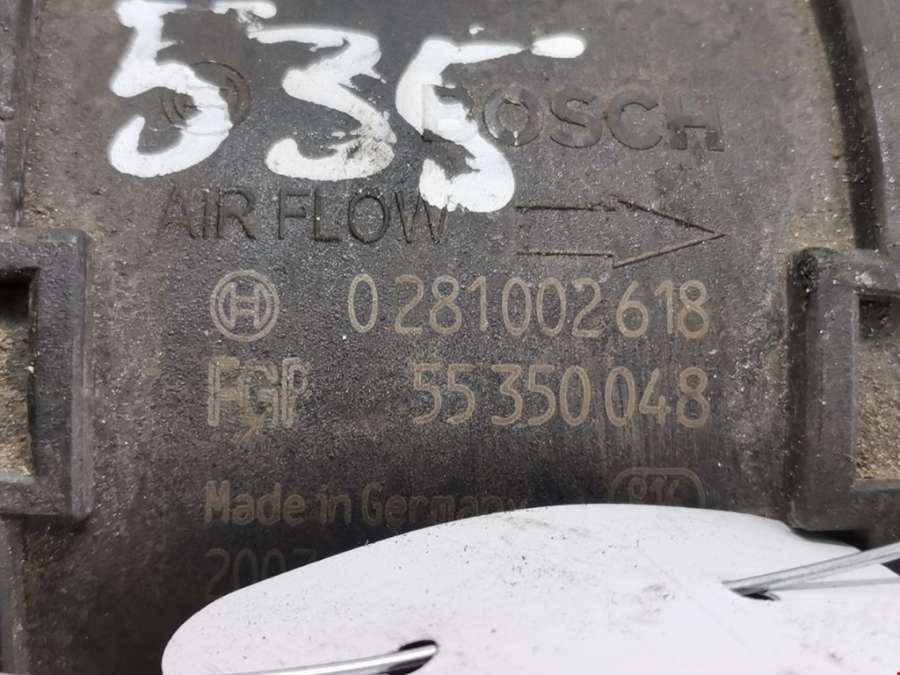 535
BOSCH
AIR FLOW
0 281 002 618
FGP 55 350 048
Made in Germany